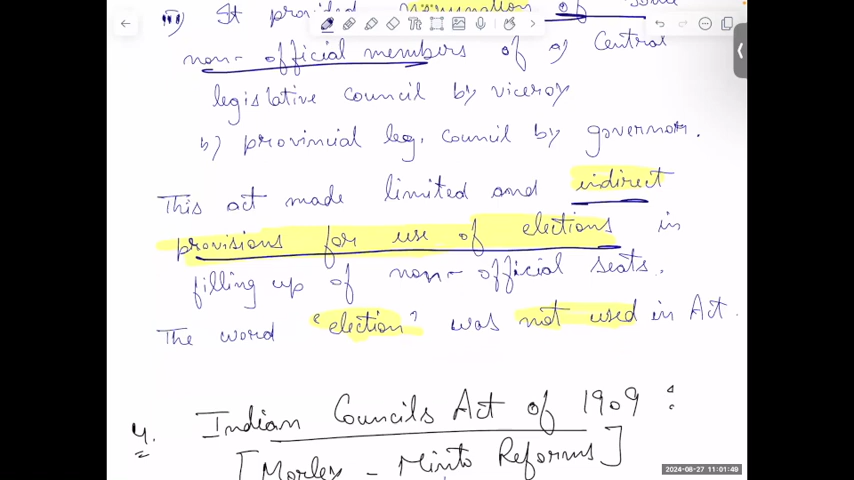 iii) It provided nomination of some
non-official members of a) Central
legislative council by viceroy
b) provincial leg. council by governor.
This act made limited and indirect
provisions for use of elections in
filling up of non-official seats.
The word "election" was not used in Act.
4. Indian Councils Act of 1909 :
[Morley - Minto Reforms]
2024-08-27 11:01:49